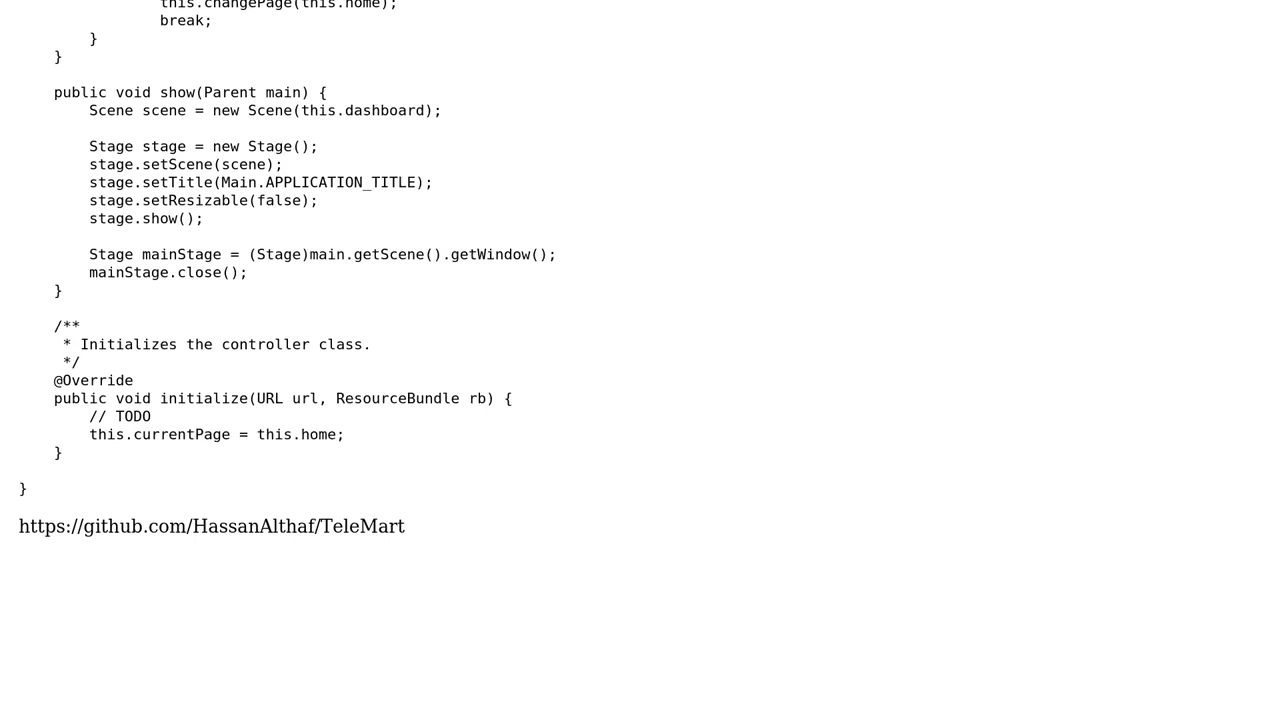 this.changePage(this.home);
                break;
        }
    }

    public void show(Parent main) {
        Scene scene = new Scene(this.dashboard);

        Stage stage = new Stage();
        stage.setScene(scene);
        stage.setTitle(Main.APPLICATION_TITLE);
        stage.setResizable(false);
        stage.show();

        Stage mainStage = (Stage)main.getScene().getWindow();
        mainStage.close();
    }

    /**
     * Initializes the controller class.
     */
    @Override
    public void initialize(URL url, ResourceBundle rb) {
        // TODO
        this.currentPage = this.home;
    }

}
https://github.com/HassanAlthaf/TeleMart